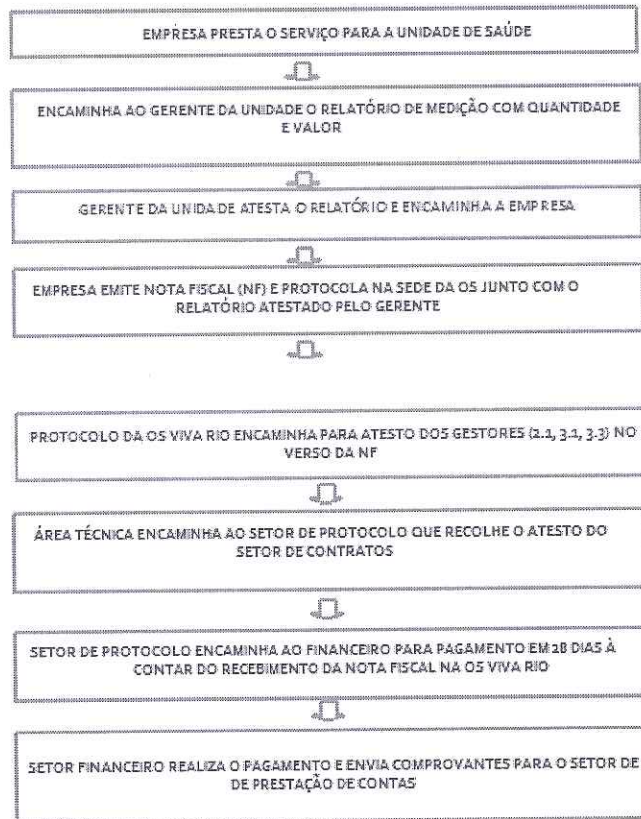 EMPRESA PRESTA O SERVIÇO PARA A UNIDADE DE SAÚDE
ENCAMINHA AO GERENTE DA UNIDADE O RELATÓRIO DE MEDIÇÃO COM QUANTIDADE
E VALOR
GERENTE DA UNIDADE ATESTA O RELATÓRIO E ENCAMINHA A EMPRESA
EMPRESA EMITE NOTA FISCAL (NF) E PROTOCOLA NA SEDE DA OS JUNTO COM O
RELATÓRIO ATESTADO PELO GERENTE
PROTOCOLO DA OS VIVA RIO ENCAMINHA PARA ATESTO DOS GESTORES (2.1, 3.1, 3.3) NO
VERSO DA NF
ÁREA TÉCNICA ENCAMINHA AO SETOR DE PROTOCOLO QUE RECOLHE O ATESTO DO
SETOR DE CONTRATOS
SETOR DE PROTOCOLO ENCAMINHA AO FINANCEIRO PARA PAGAMENTO EM 28 DIAS À
CONTAR DO RECEBIMENTO DA NOTA FISCAL NA OS VIVA RIO
SETOR FINANCEIRO REALIZA O PAGAMENTO E ENVIA COMPROVANTES PARA O SETOR DE
DE PRESTAÇÃO DE CONTAS